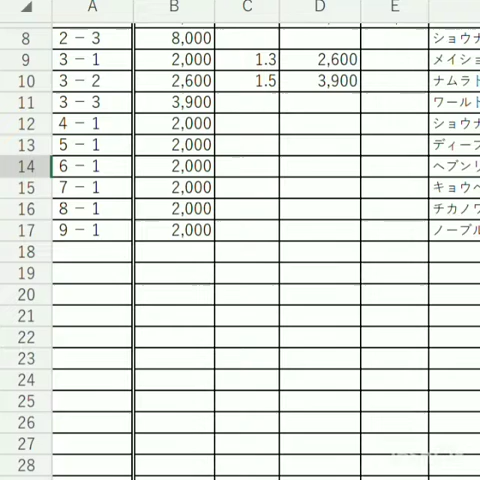 A B C D E
8 2－3 8,000 ショウナ
9 3－1 2,000 1.3 2,600 メイショ
10 3－2 2,600 1.5 3,900 ナムラ
11 3－3 3,900 ワール
12 4－1 2,000 ショウナ
13 5－1 2,000 ディープ
14 6－1 2,000 ヘブンリ
15 7－1 2,000 キョウヘ
16 8－1 2,000 チカノワ
17 9－1 2,000 ノーブル
18
19
20
21
22
23
24
25
26
27
28